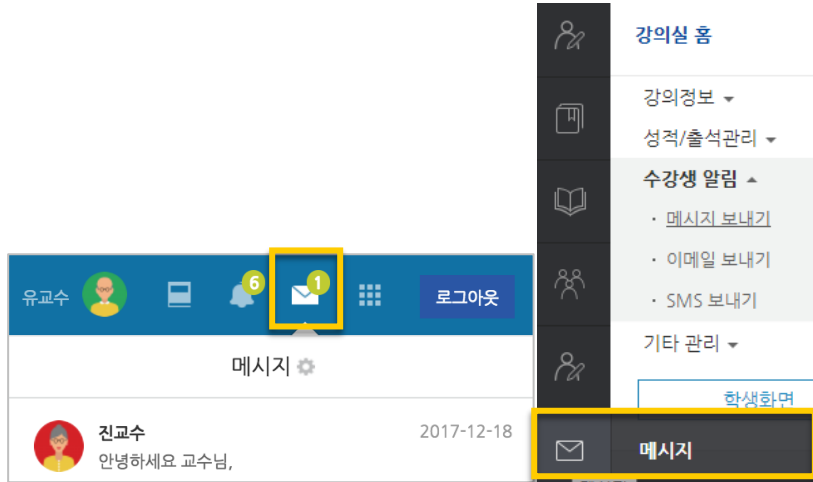 유교수
6
1
로그아웃
메시지
진교수
2017-12-18
안녕하세요 교수님,
강의실 홈
강의정보
성적/출석관리
수강생 알림
· 메시지 보내기
· 이메일 보내기
· SMS 보내기
기타 관리
학생화면
메시지